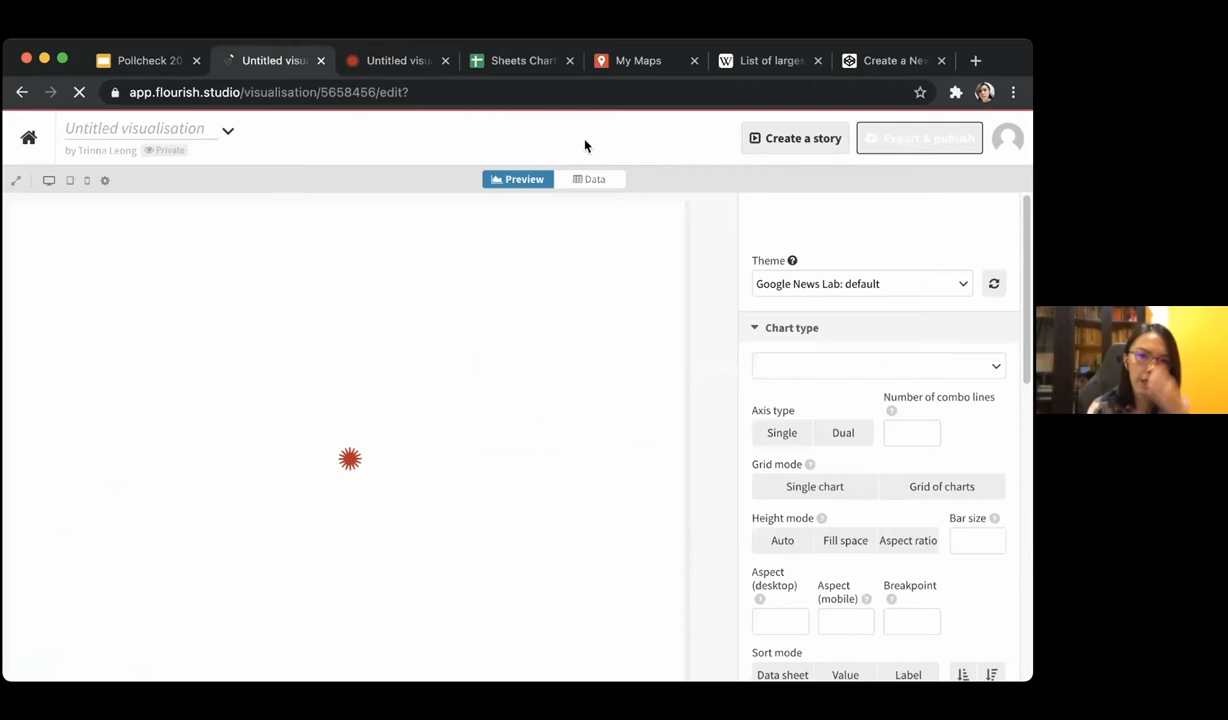 Pollcheck 20
Untitled visu
Untitled visu
Sheets Chart
My Maps
List of larges
Create a Nev
app.flourish.studio/visualisation/5658456/edit?
Untitled visualisation
by Trinna Leong
Private
Create a story
Export & publish
Preview
Data
Theme
Google News Lab: default
Chart type
Axis type
Number of combo lines
Single
Dual
Grid mode
Single chart
Grid of charts
Height mode
Bar size
Auto
Fill space
Aspect ratio
Aspect
(desktop)
Aspect
(mobile)
Breakpoint
Sort mode
Data sheet
Value
Label